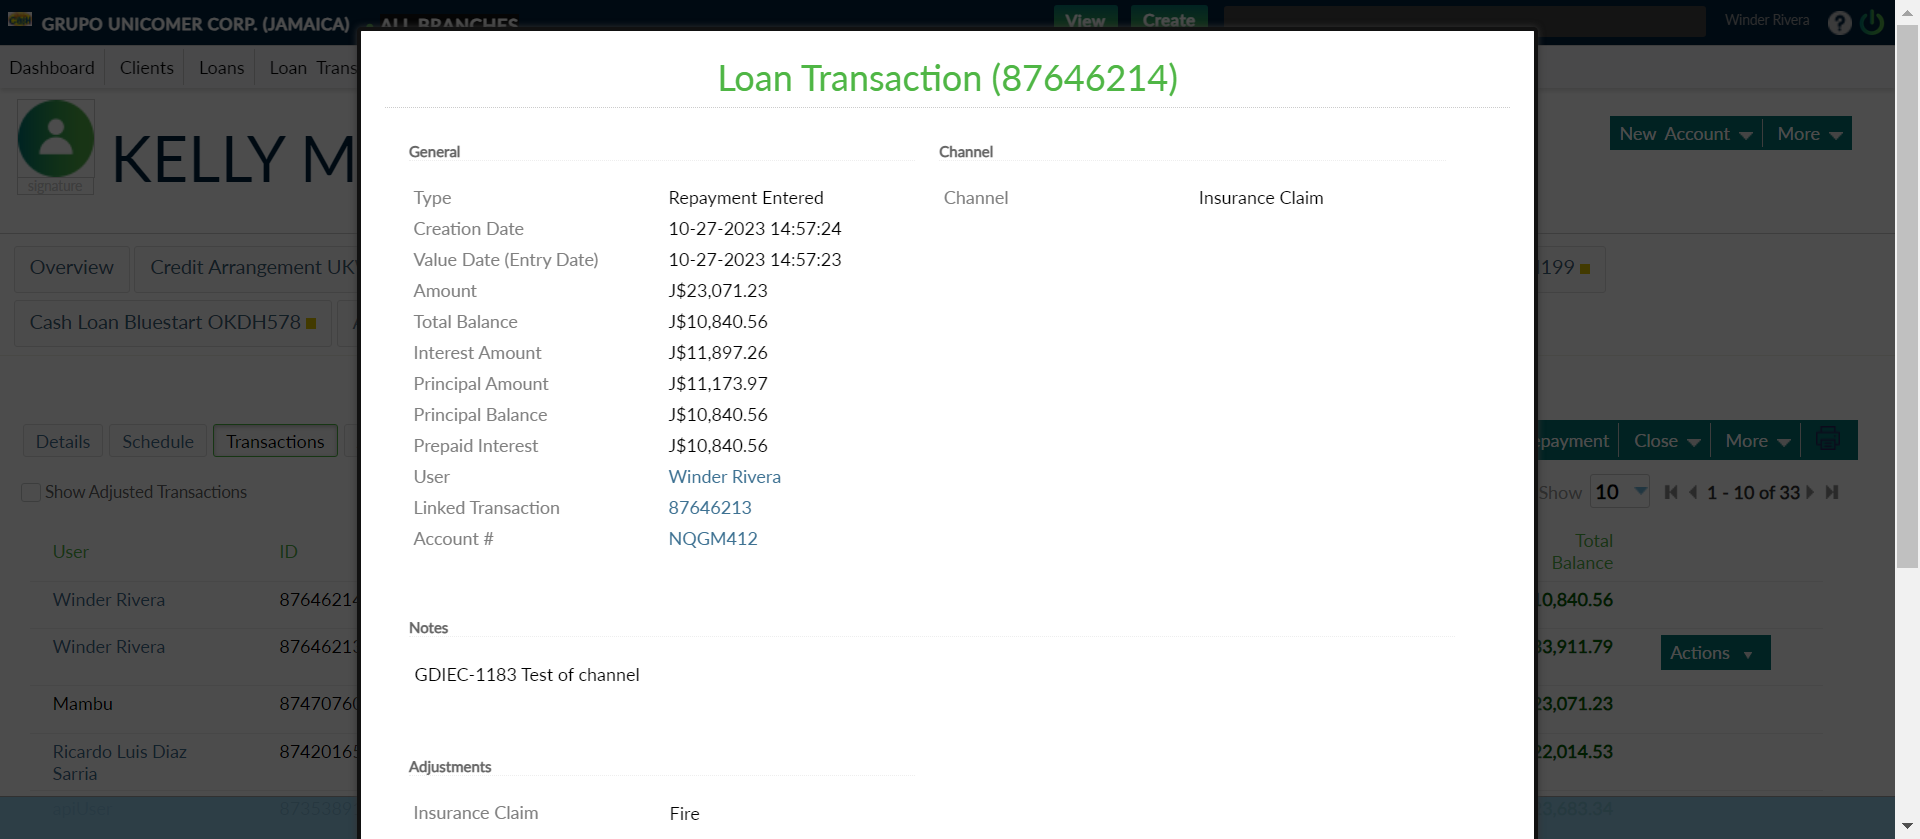 GRUPO UNICOMER CORP. (JAMAICA)
ALL BRANCHES
View
Create
Winder Rivera
Dashboard
Clients
Loans
Loan Trans
signature
KELLY M
New Account
More
Overview
Credit Arrangement UK
199
Cash Loan Bluestart OKDH578
Details
Schedule
Transactions
payment
Close
More
Show Adjusted Transactions
Show
10
1 - 10 of 33
User
ID
Total
Balance
Winder Rivera
87646214
0,840.56
Winder Rivera
87646213
33,911.79
Actions
Mambu
87470760
23,071.23
Ricardo Luis Diaz
Sarria
87420165
22,014.53
Loan Transaction (87646214)
General
Type
Repayment Entered
Creation Date
10-27-2023 14:57:24
Value Date (Entry Date)
10-27-2023 14:57:23
Amount
J$23,071.23
Total Balance
J$10,840.56
Interest Amount
J$11,897.26
Principal Amount
J$11,173.97
Principal Balance
J$10,840.56
Prepaid Interest
J$10,840.56
User
Winder Rivera
Linked Transaction
87646213
Account #
NQGM412
Channel
Channel
Insurance Claim
Notes
GDIEC-1183 Test of channel
Adjustments
Insurance Claim
Fire